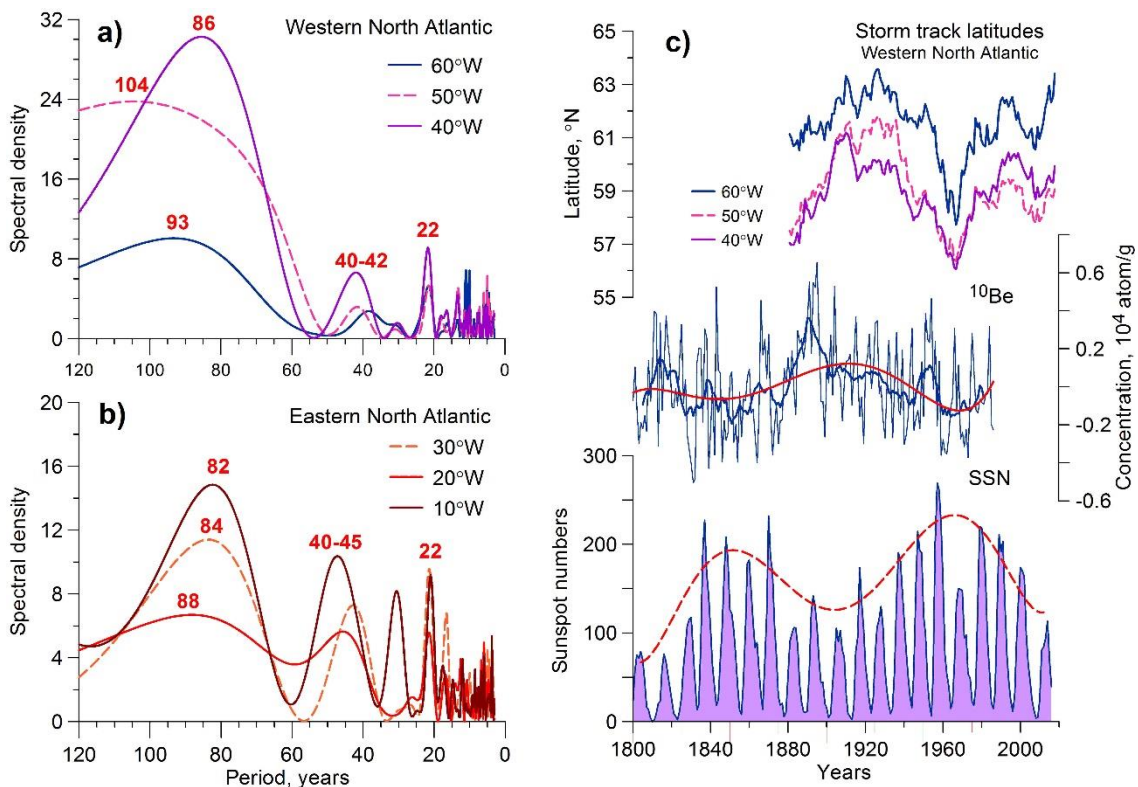 a)
Western North Atlantic
60°W
50°W
40°W
86
104
93
40-42
22
Spectral density
32
24
16
8
0
120 100 80 60 40 20 0
b)
Eastern North Atlantic
30°W
20°W
10°W
82
84
88
40-45
22
Spectral density
20
16
12
8
4
0
120 100 80 60 40 20 0
Period, years
c)
Storm track latitudes
Western North Atlantic
65
63
61
59
57
55
Latitude, °N
60°W
50°W
40°W
¹⁰Be
0.6
0.2
-0.2
-0.6
Concentration, 10⁴ atom/g
SSN
300
200
100
0
Sunspot numbers
1800 1840 1880 1920 1960 2000
Years